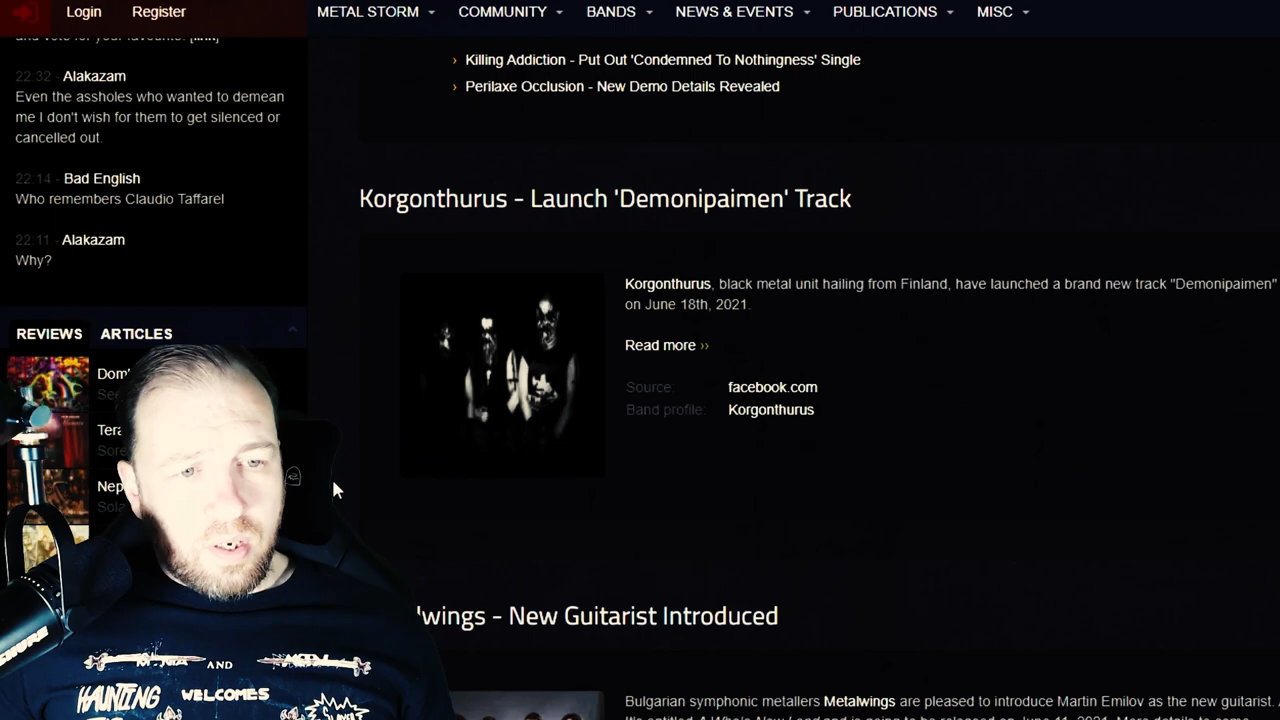 Login
Register
METAL STORM
COMMUNITY
BANDS
NEWS & EVENTS
PUBLICATIONS
MISC
22:32 - Alakazam
Even the assholes who wanted to demean
me I don't wish for them to get silenced or
cancelled out.
22:14 - Bad English
Who remembers Claudio Taffarel
22:11 - Alakazam
Why?
REVIEWS
ARTICLES
› Killing Addiction - Put Out 'Condemned To Nothingness' Single
› Perilaxe Occlusion - New Demo Details Revealed
Korgonthurus - Launch 'Demonipaimen' Track
Korgonthurus, black metal unit hailing from Finland, have launched a brand new track "Demonipaimen"
on June 18th, 2021.
Read more ››
Source: facebook.com
Band profile: Korgonthurus
wings - New Guitarist Introduced
Bulgarian symphonic metallers Metalwings are pleased to introduce Martin Emilov as the new guitarist.
SHURE
AND
HAUNTING WELCOMES